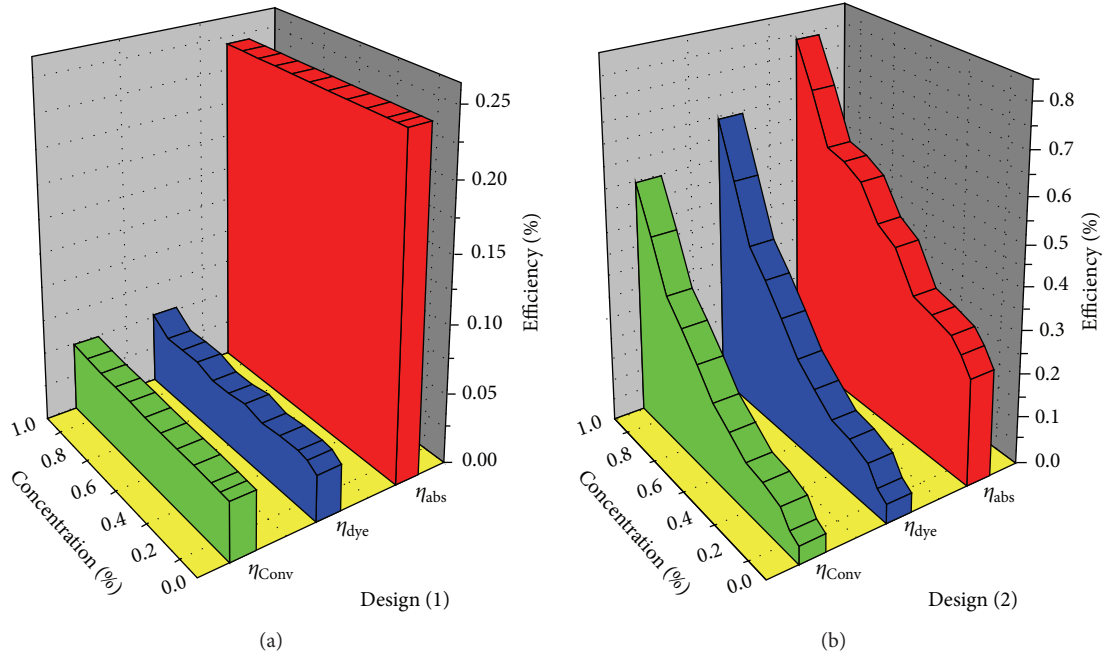 0.25
0.20
0.15
0.10
0.05
0.00
Efficiency (%)
1.0
0.8
0.6
0.4
0.2
0.0
Concentration (%)
ηabs
ηdye
ηConv
Design (1)
(a)
0.8
0.7
0.6
0.5
0.4
0.3
0.2
0.1
0.0
Efficiency (%)
1.0
0.8
0.6
0.4
0.2
0.0
Concentration (%)
ηabs
ηdye
ηConv
Design (2)
(b)